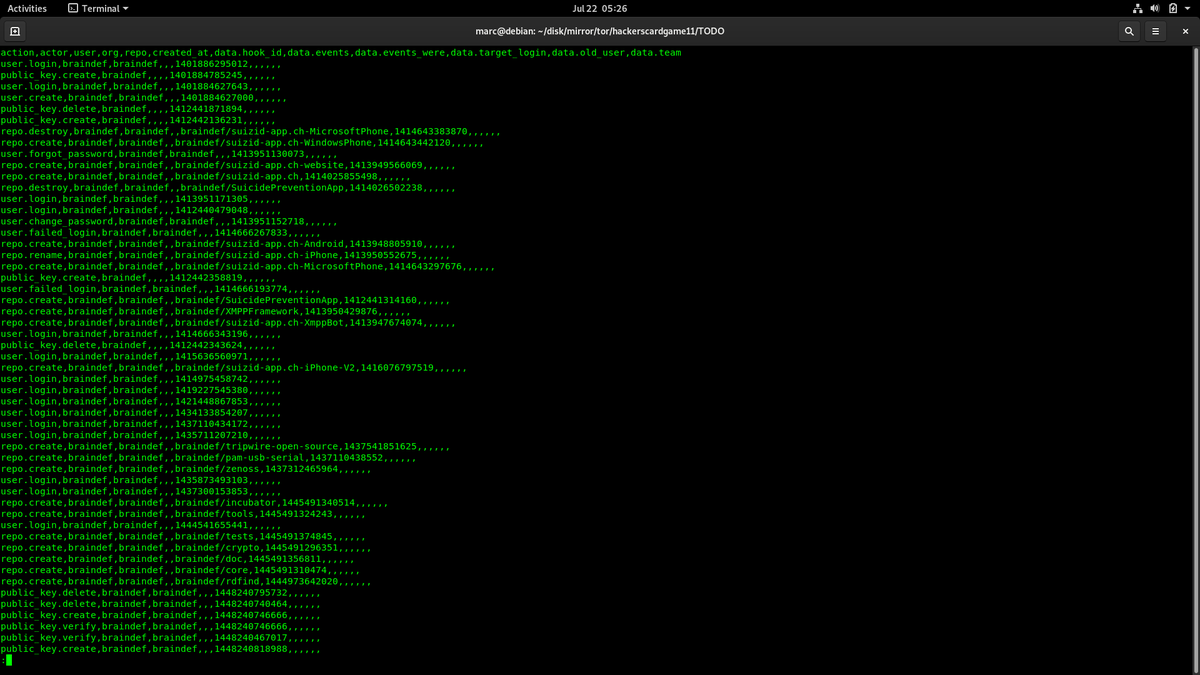 Activities Terminal Jul 22 05:26
marc@debian: ~/disk/mirror/tor/hackerscardgame11/TODO
action,actor,user,org,repo,created_at,data.hook_id,data.events,data.events_were,data.target_login,data.old_user,data.team
user.login,braindef,braindef,,,1401886295012,,,,,,
public_key.create,braindef,,,,1401884785245,,,,,,
user.login,braindef,braindef,,,1401884627643,,,,,,
user.create,braindef,braindef,,,1401884627000,,,,,,
public_key.delete,braindef,,,,1412441871894,,,,,,
public_key.create,braindef,,,,1412442136231,,,,,,
repo.destroy,braindef,braindef,,braindef/suizid-app.ch-MicrosoftPhone,1414643383870,,,,,,
repo.create,braindef,braindef,,braindef/suizid-app.ch-WindowsPhone,1414643442120,,,,,,
user.forgot_password,braindef,braindef,,,1413951130073,,,,,,
repo.create,braindef,braindef,,braindef/suizid-app.ch-website,1413949566069,,,,,,
repo.create,braindef,braindef,,braindef/suizid-app.ch,1414025855498,,,,,,
repo.destroy,braindef,braindef,,braindef/SuicidePreventionApp,1414026502238,,,,,,
user.login,braindef,braindef,,,1413951171305,,,,,,
user.login,braindef,braindef,,,1412440479048,,,,,,
user.change_password,braindef,braindef,,,1413951152718,,,,,,
user.failed_login,braindef,braindef,,,1414666267833,,,,,,
repo.create,braindef,braindef,,braindef/suizid-app.ch-Android,1413948805910,,,,,,
repo.rename,braindef,braindef,,braindef/suizid-app.ch-iPhone,1413950552675,,,,,,
repo.create,braindef,braindef,,braindef/suizid-app.ch-MicrosoftPhone,1414643297676,,,,,,
public_key.create,braindef,,,,1412442358819,,,,,,
user.failed_login,braindef,braindef,,,1414666193774,,,,,,
repo.create,braindef,braindef,,braindef/SuicidePreventionApp,1412441314160,,,,,,
repo.create,braindef,braindef,,braindef/XMPPFramework,1413950429876,,,,,,
repo.create,braindef,braindef,,braindef/suizid-app.ch-XmppBot,1413947674074,,,,,,
user.login,braindef,braindef,,,1414666343196,,,,,,
public_key.delete,braindef,,,,1412442343624,,,,,,
user.login,braindef,braindef,,,1415636560971,,,,,,
repo.create,braindef,braindef,,braindef/suizid-app.ch-iPhone-V2,1416076797519,,,,,,
user.login,braindef,braindef,,,1414975458742,,,,,,
user.login,braindef,braindef,,,1419227545380,,,,,,
user.login,braindef,braindef,,,1421448867853,,,,,,
user.login,braindef,braindef,,,1434133854207,,,,,,
user.login,braindef,braindef,,,1437110434172,,,,,,
user.login,braindef,braindef,,,1435711207210,,,,,,
repo.create,braindef,braindef,,braindef/tripwire-open-source,1437541851625,,,,,,
repo.create,braindef,braindef,,braindef/pam-usb-serial,1437110438552,,,,,,
repo.create,braindef,braindef,,braindef/zenoss,1437312465964,,,,,,
user.login,braindef,braindef,,,1435873493103,,,,,,
user.login,braindef,braindef,,,1437300153853,,,,,,
repo.create,braindef,braindef,,braindef/incubator,1445491340514,,,,,,
repo.create,braindef,braindef,,braindef/tools,1445491324243,,,,,,
user.login,braindef,braindef,,,1444541655441,,,,,,
repo.create,braindef,braindef,,braindef/tests,1445491374845,,,,,,
repo.create,braindef,braindef,,braindef/crypto,1445491296351,,,,,,
repo.create,braindef,braindef,,braindef/doc,1445491356811,,,,,,
repo.create,braindef,braindef,,braindef/core,1445491310474,,,,,,
repo.create,braindef,braindef,,braindef/rdfind,1444973642020,,,,,,
public_key.delete,braindef,braindef,,,1448240795732,,,,,,
public_key.delete,braindef,braindef,,,1448240740464,,,,,,
public_key.create,braindef,braindef,,,1448240746666,,,,,,
public_key.verify,braindef,braindef,,,1448240746666,,,,,,
public_key.verify,braindef,braindef,,,1448240467017,,,,,,
public_key.create,braindef,braindef,,,1448240818988,,,,,,
: